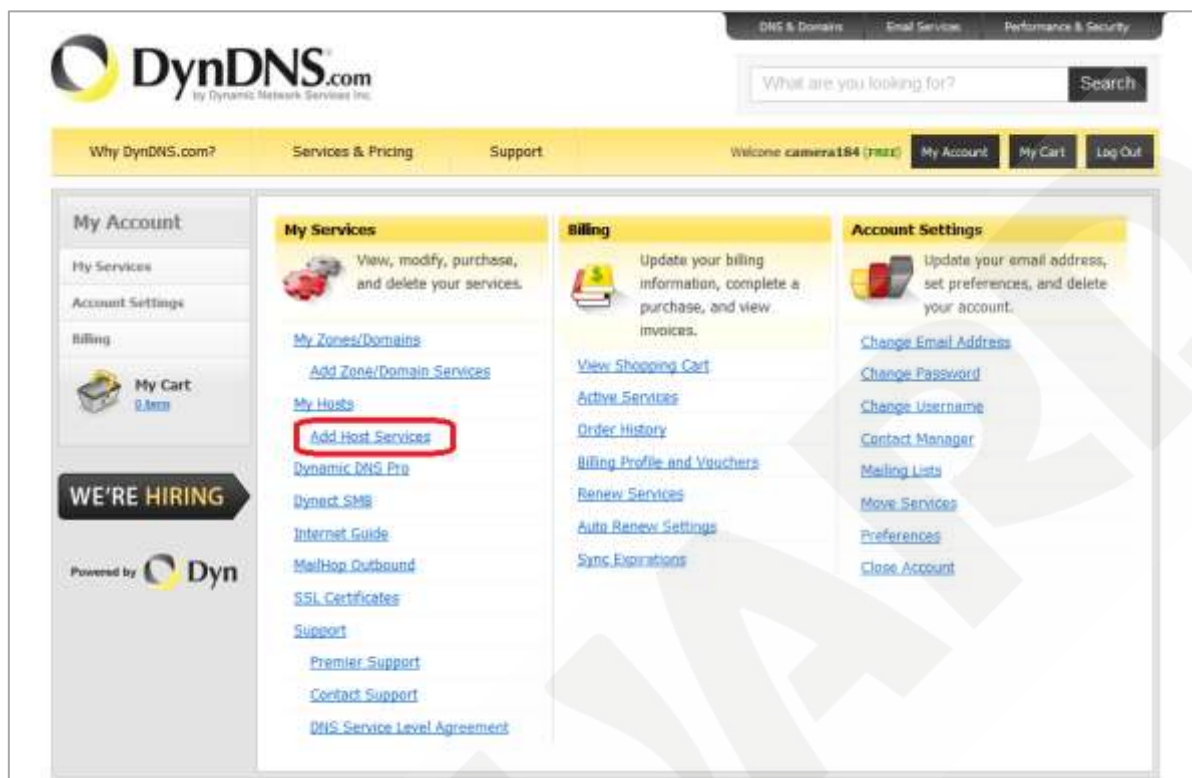 DNS & Domains Email Services Performance & Security
DynDNS.com
by Dynamic Network Services Inc.
What are you looking for? Search
Why DynDNS.com? Services & Pricing Support Welcome camera184 (FREE) My Account My Cart Log Out
My Account
My Services
Account Settings
Billing
My Cart
0 item
WE'RE HIRING
Powered by Dyn
My Services
View, modify, purchase,
and delete your services.
My Zones/Domains
Add Zone/Domain Services
My Hosts
Add Host Services
Dynamic DNS Pro
Dynect SMB
Internet Guide
MailHop Outbound
SSL Certificates
Support
Premier Support
Contact Support
DNS Service Level Agreement
Billing
Update your billing
information, complete a
purchase, and view
invoices.
View Shopping Cart
Active Services
Order History
Billing Profile and Vouchers
Renew Services
Auto Renew Settings
Sync Expirations
Account Settings
Update your email address,
set preferences, and delete
your account.
Change Email Address
Change Password
Change Username
Contact Manager
Mailing Lists
Move Services
Preferences
Close Account